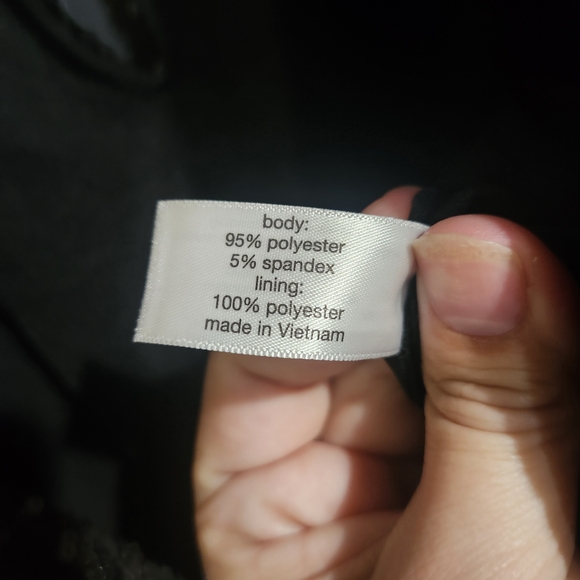 body:
95% polyester
5% spandex
lining:
100% polyester
made in Vietnam